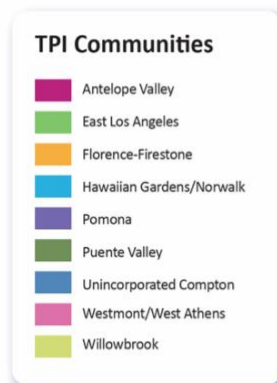 TPI Communities
Antelope Valley
East Los Angeles
Florence-Firestone
Hawaiian Gardens/Norwalk
Pomona
Puente Valley
Unincorporated Compton
Westmont/West Athens
Willowbrook